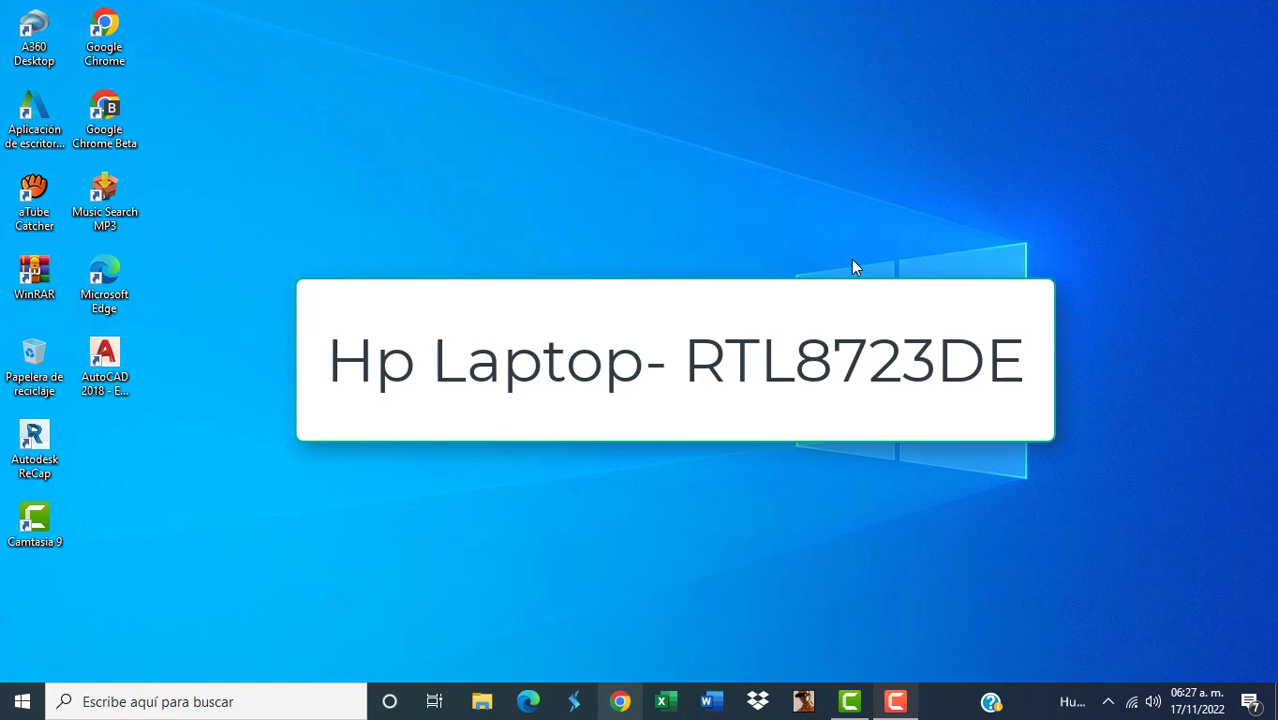 A360
Desktop
Google
Chrome
Aplicación
de escritor...
Google
Chrome Beta
aTube
Catcher
Music Search
MP3
WinRAR
Microsoft
Edge
Papelera de
reciclaje
AutoCAD
2018 - E...
Autodesk
ReCap
Camtasia 9
Hp Laptop- RTL8723DE
Escribe aquí para buscar
Hu...
06:27 a. m.
17/11/2022
7